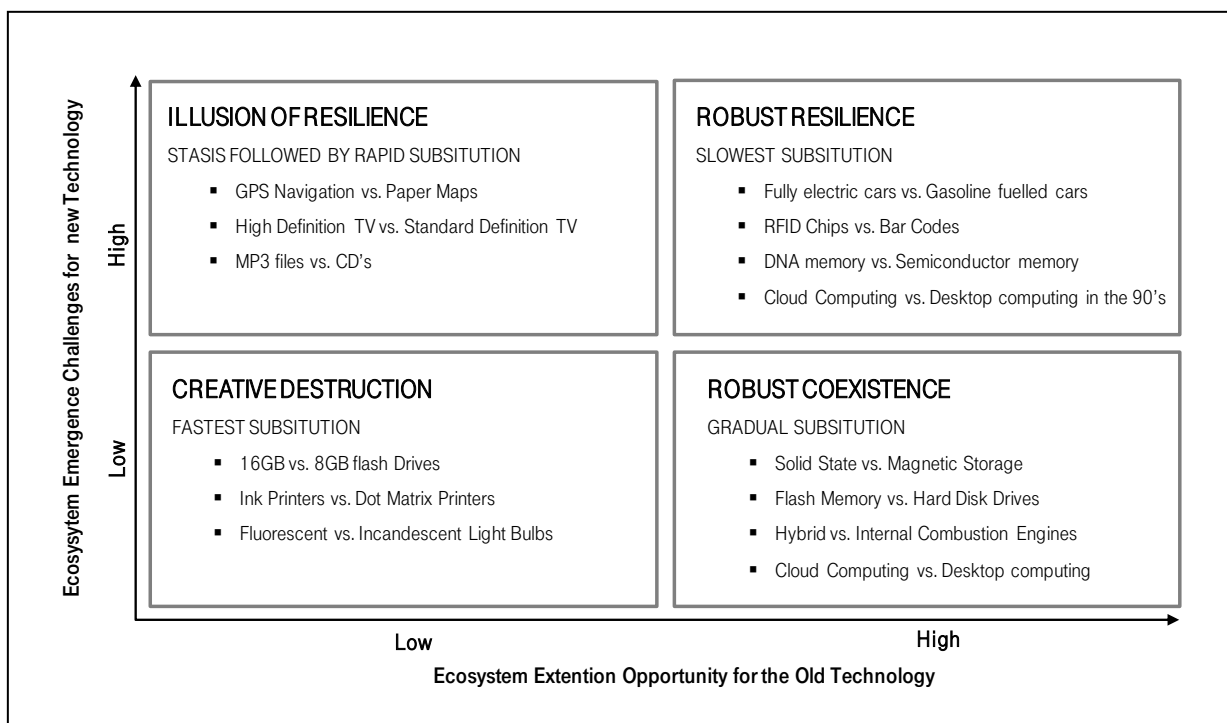 Ecosysytem Emergence Challenges for new Technology
High
Low
ILLUSION OF RESILIENCE
STASIS FOLLOWED BY RAPID SUBSITUTION
▪ GPS Navigation vs. Paper Maps
▪ High Definition TV vs. Standard Definition TV
▪ MP3 files vs. CD's
ROBUST RESILIENCE
SLOWEST SUBSITUTION
▪ Fully electric cars vs. Gasoline fuelled cars
▪ RFID Chips vs. Bar Codes
▪ DNA memory vs. Semiconductor memory
▪ Cloud Computing vs. Desktop computing in the 90's
CREATIVE DESTRUCTION
FASTEST SUBSITUTION
▪ 16GB vs. 8GB flash Drives
▪ Ink Printers vs. Dot Matrix Printers
▪ Fluorescent vs. Incandescent Light Bulbs
ROBUST COEXISTENCE
GRADUAL SUBSITUTION
▪ Solid State vs. Magnetic Storage
▪ Flash Memory vs. Hard Disk Drives
▪ Hybrid vs. Internal Combustion Engines
▪ Cloud Computing vs. Desktop computing
Low
High
Ecosystem Extention Opportunity for the Old Technology